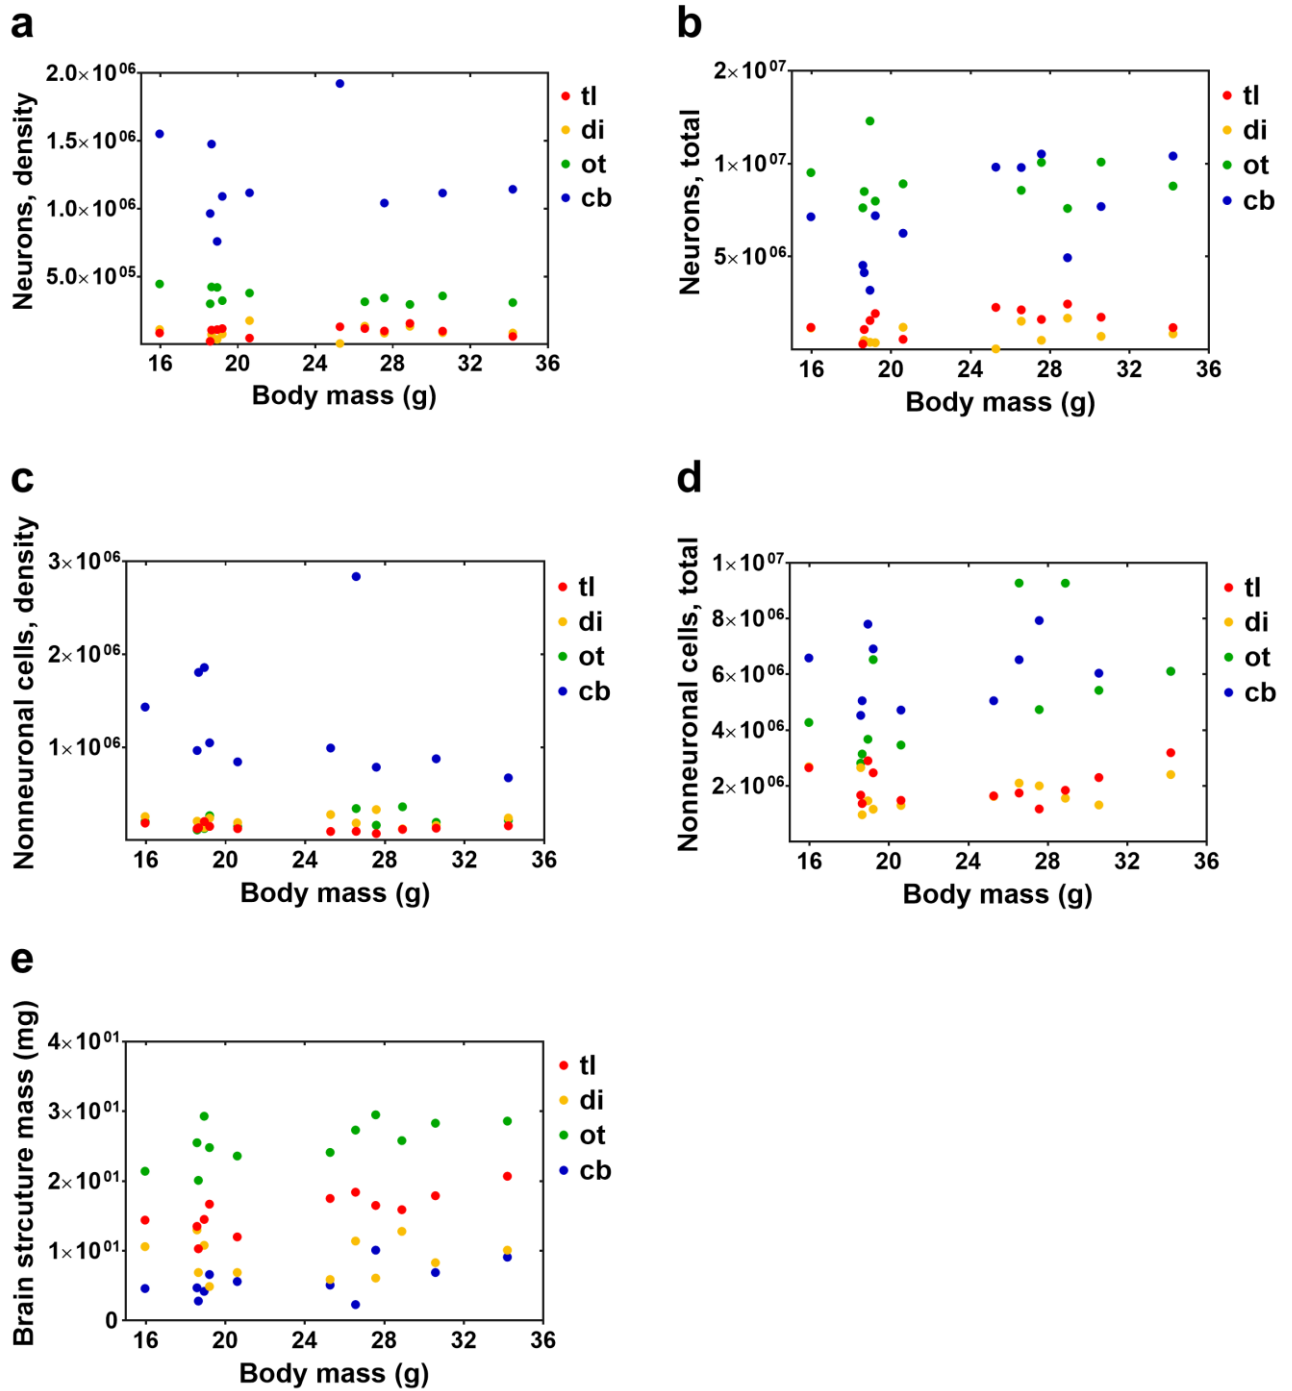 a
Neurons, density
2.0×10^06
1.5×10^06
1.0×10^06
5.0×10^05
16 20 24 28 32 36
Body mass (g)
tl
di
ot
cb
b
Neurons, total
2×10^07
1×10^07
5×10^06
16 20 24 28 32 36
Body mass (g)
tl
di
ot
cb
c
Nonneuronal cells, density
3×10^06
2×10^06
1×10^06
16 20 24 28 32 36
Body mass (g)
tl
di
ot
cb
d
Nonneuronal cells, total
1×10^07
8×10^06
6×10^06
4×10^06
2×10^06
16 20 24 28 32 36
Body mass (g)
tl
di
ot
cb
e
Brain strcuture mass (mg)
4×10^01
3×10^01
2×10^01
1×10^01
0
16 20 24 28 32 36
Body mass (g)
tl
di
ot
cb